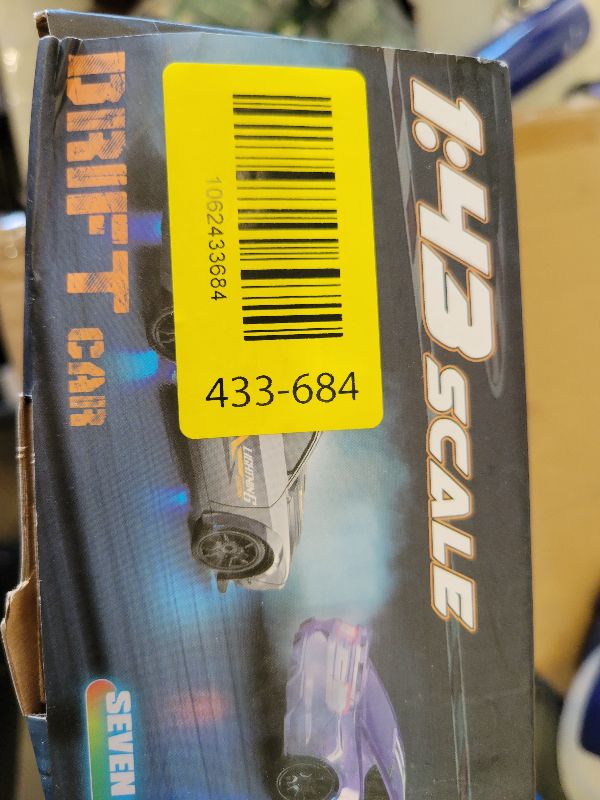 1:43 SCALE
1062433684
433-684
LIGHTNING
DRIFT CAR
SEVEN